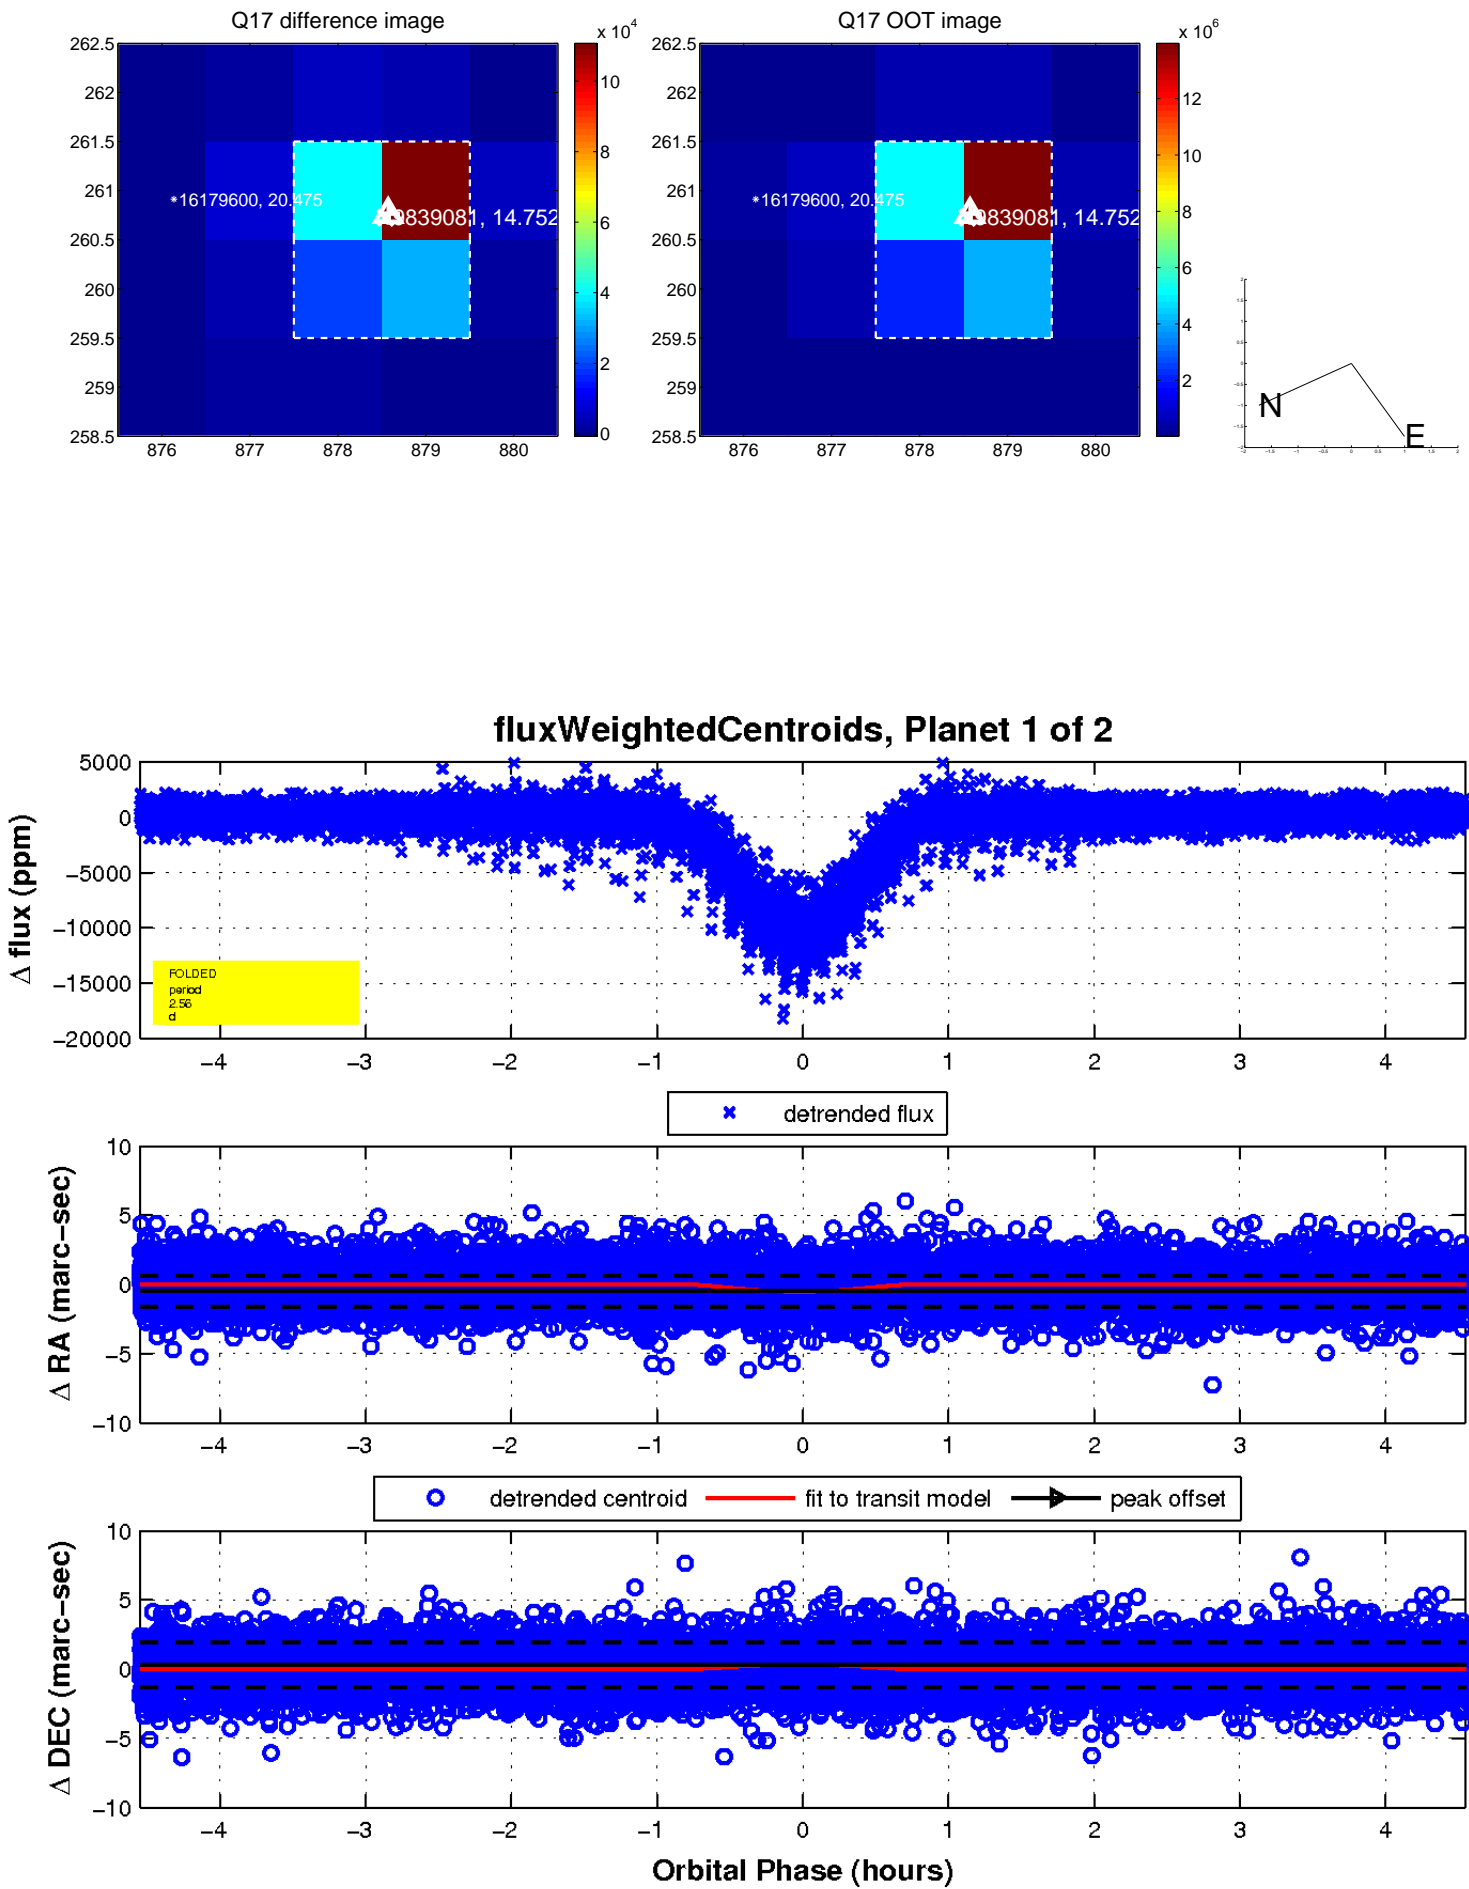 Q17 difference image
Q17 OOT image
x 10^4
x 10^6
262.5
262
261.5
261
260.5
260
259.5
259
258.5
876 877 878 879 880
10
8
6
4
2
0
*16179600, 20.475
262.5
262
261.5
261
260.5
260
259.5
259
258.5
876 877 878 879 880
12
10
8
6
4
2
*16179600, 20.475
N
E
fluxWeightedCentroids, Planet 1 of 2
Δ flux (ppm)
5000
0
−5000
−10000
−15000
−20000
FOLDED
period
2.56
d
−4 −3 −2 −1 0 1 2 3 4
detrended flux
Δ RA (marc−sec)
10
5
0
−5
−10
−4 −3 −2 −1 0 1 2 3 4
detrended centroid fit to transit model peak offset
Δ DEC (marc−sec)
10
5
0
−5
−10
−4 −3 −2 −1 0 1 2 3 4
Orbital Phase (hours)